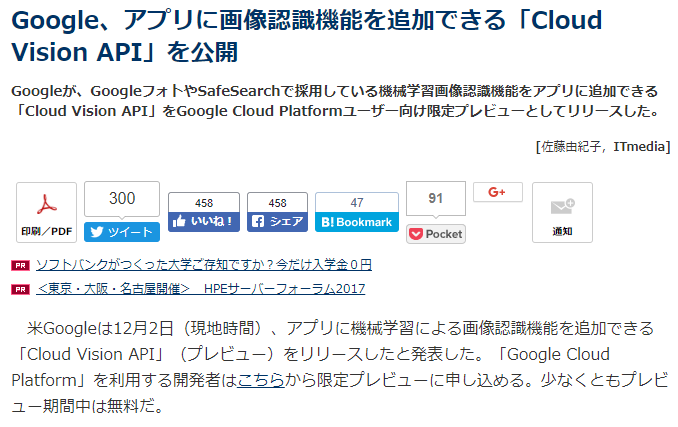 Google、アプリに画像認識機能を追加できる「Cloud
Vision API」を公開
Googleが、GoogleフォトやSafeSearchで採用している機械学習画像認識機能をアプリに追加できる
「Cloud Vision API」をGoogle Cloud Platformユーザー向け限定プレビューとしてリリースした。
[佐藤由紀子，ITmedia]
印刷／PDF
300
ツイート
458
いいね！
458
シェア
47
B!Bookmark
91
Pocket
G+
通知
PR ソフトバンクがつくった大学ご存知ですか？今だけ入学金０円
PR ＜東京・大阪・名古屋開催＞　HPEサーバーフォーラム2017
米Googleは12月2日（現地時間）、アプリに機械学習による画像認識機能を追加できる
「Cloud Vision API」（プレビュー）をリリースしたと発表した。「Google Cloud
Platform」を利用する開発者はこちらから限定プレビューに申し込める。少なくともプレビ
ュー期間中は無料だ。